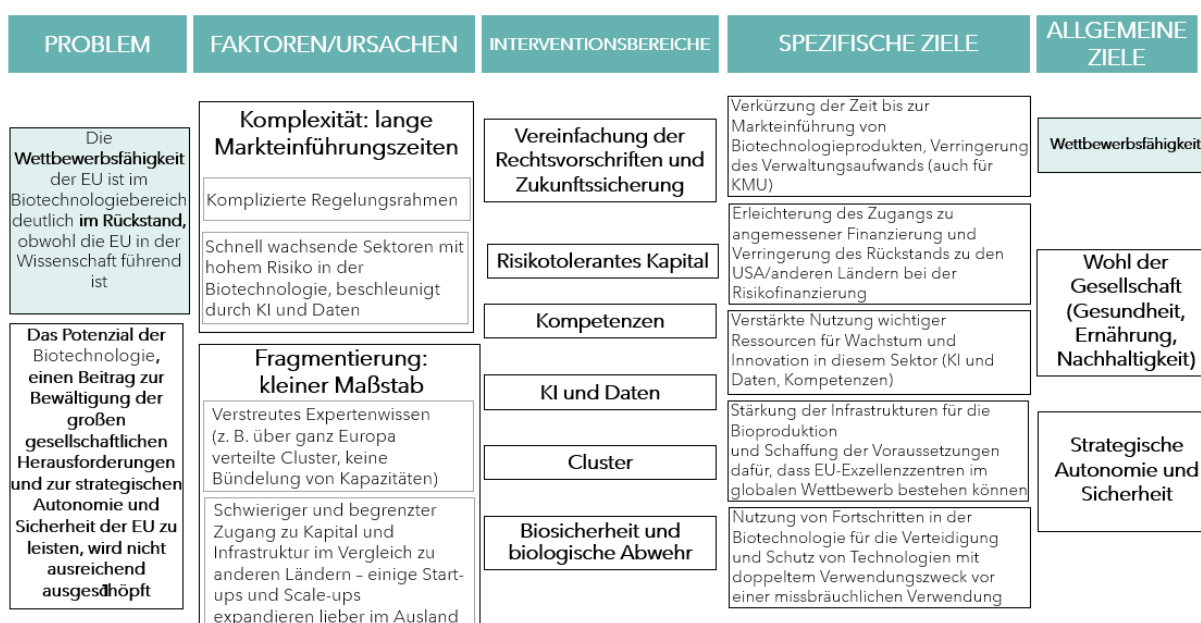 PROBLEM
FAKTOREN/URSACHEN
INTERVENTIONSBEREICHE
SPEZIFISCHE ZIELE
ALLGEMEINE
ZIELE
Die
Wettbewerbsfähigkeit
der EU ist im
Biotechnologiebereich
deutlich im Rückstand,
obwohl die EU in der
Wissenschaft führend
ist
Das Potenzial der
Biotechnologie,
einen Beitrag zur
Bewältigung der
großen
gesellschaftlichen
Herausforderungen
und zur strategischen
Autonomie und
Sicherheit der EU zu
leisten, wird nicht
ausreichend
ausgeschöpft
Komplexität: lange
Markteinführungszeiten
Komplizierte Regelungsrahmen
Schnell wachsende Sektoren mit
hohem Risiko in der
Biotechnologie, beschleunigt
durch KI und Daten
Fragmentierung:
kleiner Maßstab
Verstreutes Expertenwissen
(z. B. über ganz Europa
verteilte Cluster, keine
Bündelung von Kapazitäten)
Schwieriger und begrenzter
Zugang zu Kapital und
Infrastruktur im Vergleich zu
anderen Ländern – einige Start-
ups und Scale-ups
expandieren lieber im Ausland
Vereinfachung der
Rechtsvorschriften und
Zukunftssicherung
Risikotolerantes Kapital
Kompetenzen
KI und Daten
Cluster
Biosicherheit und
biologische Abwehr
Verkürzung der Zeit bis zur
Markteinführung von
Biotechnologieprodukten, Verringerung
des Verwaltungsaufwands (auch für
KMU)
Erleichterung des Zugangs zu
angemessener Finanzierung und
Verringerung des Rückstands zu den
USA/anderen Ländern bei der
Risikofinanzierung
Verstärkte Nutzung wichtiger
Ressourcen für Wachstum und
Innovation in diesem Sektor (KI und
Daten, Kompetenzen)
Stärkung der Infrastrukturen für die
Bioproduktion
und Schaffung der Voraussetzungen
dafür, dass EU-Exzellenzzentren im
globalen Wettbewerb bestehen können
Nutzung von Fortschritten in der
Biotechnologie für die Verteidigung
und Schutz von Technologien mit
doppeltem Verwendungszweck vor
einer missbräuchlichen Verwendung
Wettbewerbsfähigkeit
Wohl der
Gesellschaft
(Gesundheit,
Ernährung,
Nachhaltigkeit)
Strategische
Autonomie und
Sicherheit